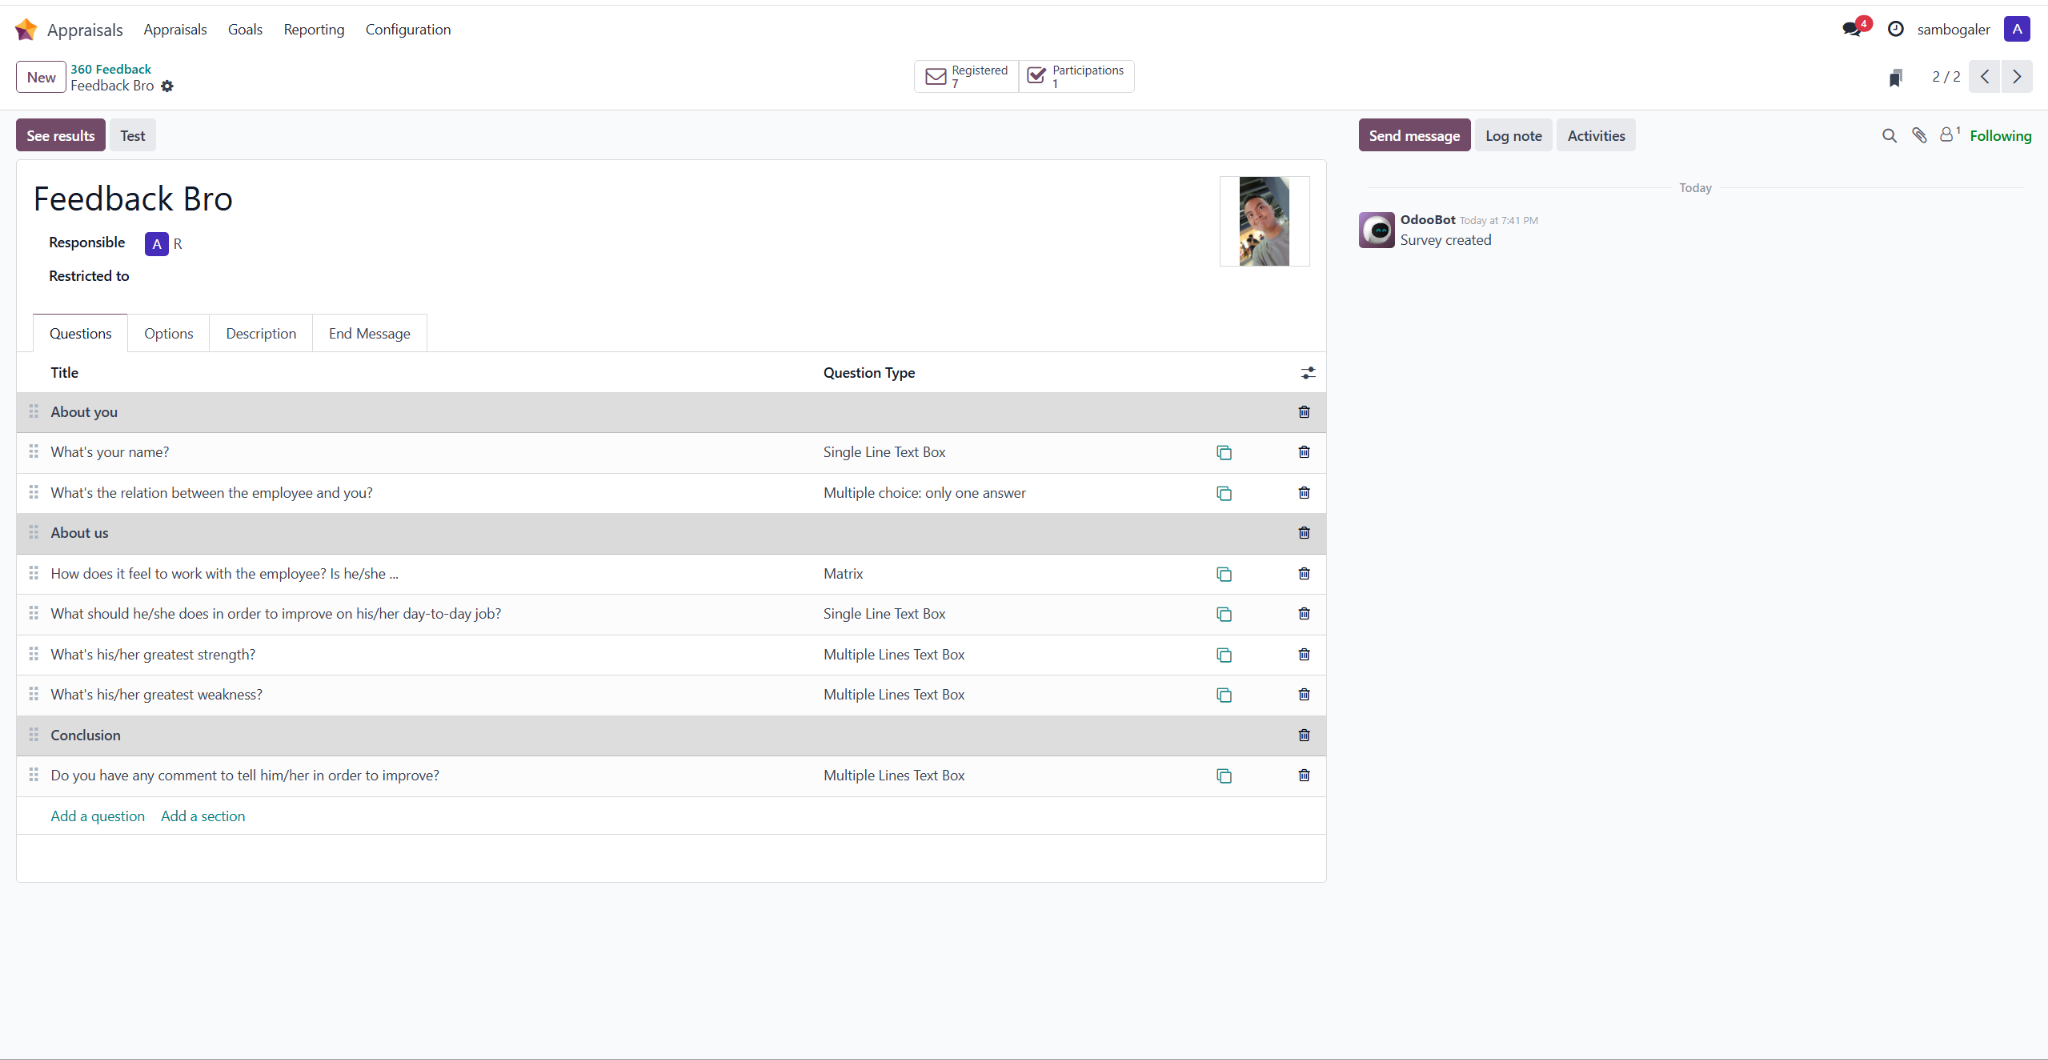 Appraisals Appraisals Goals Reporting Configuration 4 sambogaler A
New 360 Feedback
Feedback Bro
Registered 7
Participations 1
2 / 2
See results Test
Send message Log note Activities 1 Following
Feedback Bro
Responsible A R
Restricted to
Questions Options Description End Message
Title Question Type
About you
What's your name? Single Line Text Box
What's the relation between the employee and you? Multiple choice: only one answer
About us
How does it feel to work with the employee? Is he/she ... Matrix
What should he/she does in order to improve on his/her day-to-day job? Single Line Text Box
What's his/her greatest strength? Multiple Lines Text Box
What's his/her greatest weakness? Multiple Lines Text Box
Conclusion
Do you have any comment to tell him/her in order to improve? Multiple Lines Text Box
Add a question Add a section
Today
OdooBot Today at 7:41 PM
Survey created